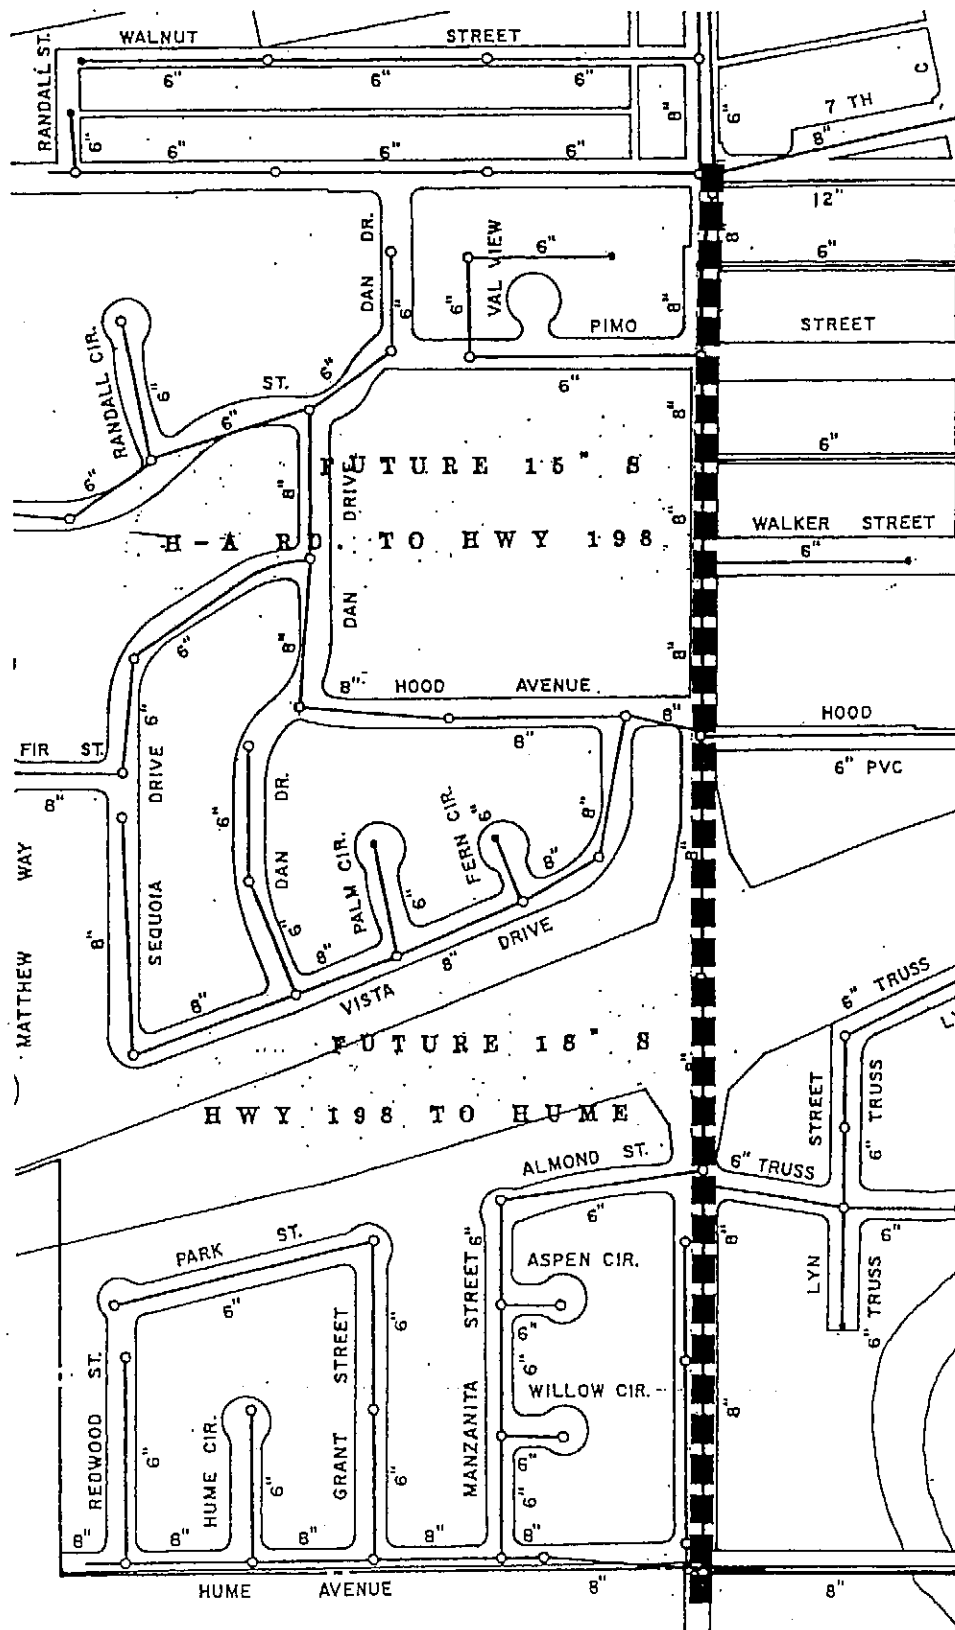 WALNUT STREET
RANDALL ST.
6" 6" 6"
8"
6"
C
7 TH
8"
6"
6" 6" 6"
12"
8"
DAN DR.
VAL VIEW
6"
6"
6"
6"
8"
PIMO
STREET
RANDALL CIR.
6"
ST.
6"
6"
6"
8"
6"
6"
8"
DAN DRIVE
FUTURE 15" S
8"
WALKER STREET
H-A RD. TO HWY 198
6"
6"
8"
8"
8"
HOOD AVENUE
8"
HOOD
6"
8"
6" PVC
FIR ST.
8"
SEQUOIA DRIVE
6"
DAN DR.
FERN CIR.
6"
8"
8"
PALM CIR.
6"
8"
MATTHEW WAY
8"
6"
8"
8"
DRIVE
VISTA
8"
6" TRUSS
FUTURE 18" S
8"
STREET
6" TRUSS
HWY 198 TO HUME
ALMOND ST.
6" TRUSS
6"
6"
PARK ST.
8"
6"
ASPEN CIR.
LYN
6" TRUSS
6"
6"
STREET
6"
6"
WILLOW CIR.
REDWOOD ST.
GRANT STREET
MANZANITA
8"
HUME CIR.
6"
6"
6"
6"
6"
8" 8" 8" 8" 8"
HUME AVENUE
8"
8"